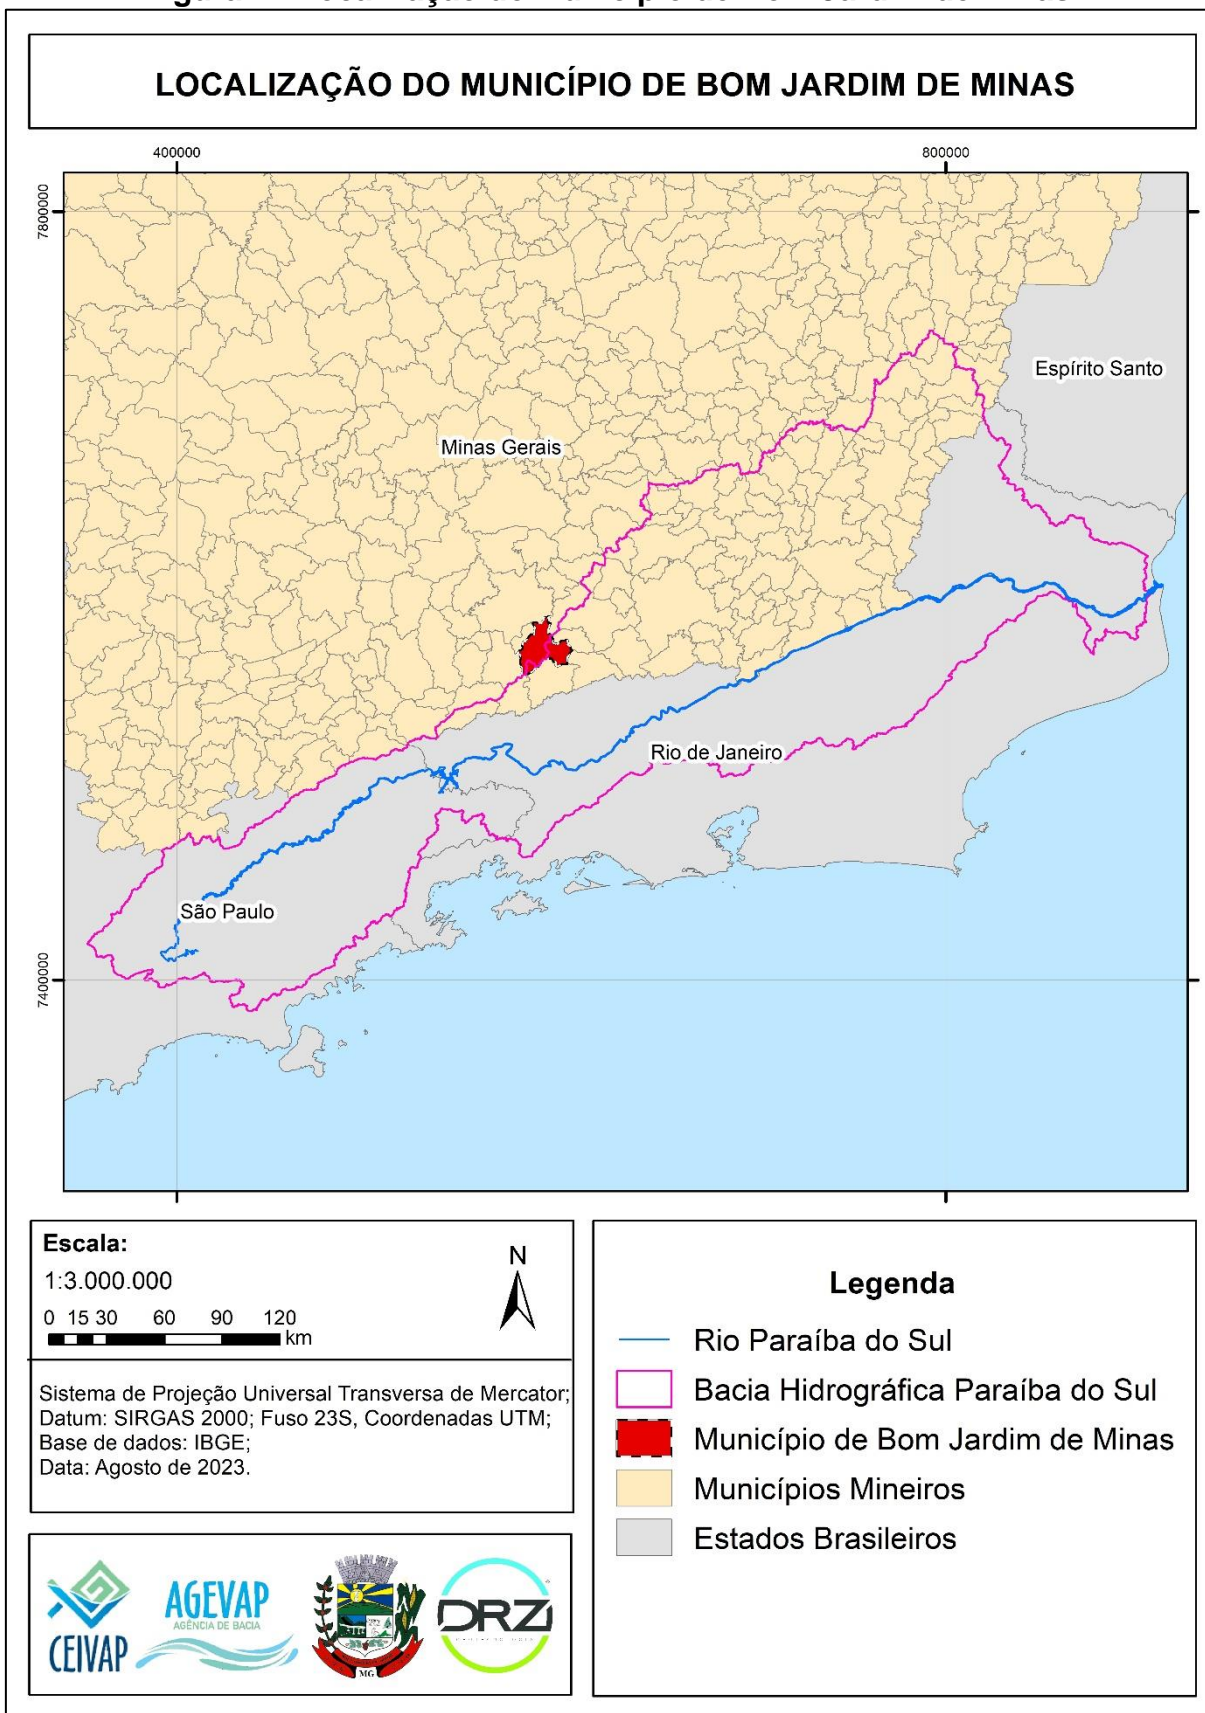 LOCALIZAÇÃO DO MUNICÍPIO DE BOM JARDIM DE MINAS
400000
800000
7800000
Espírito Santo
Minas Gerais
Rio de Janeiro
São Paulo
7400000
Escala:
1:3.000.000
0 15 30 60 90 120
km
N
Sistema de Projeção Universal Transversa de Mercator;
Datum: SIRGAS 2000; Fuso 23S, Coordenadas UTM;
Base de dados: IBGE;
Data: Agosto de 2023.
Legenda
Rio Paraíba do Sul
Bacia Hidrográfica Paraíba do Sul
Município de Bom Jardim de Minas
Municípios Mineiros
Estados Brasileiros
CEIVAP
AGEVAP
AGÊNCIA DE BACIA
MG
DRZ